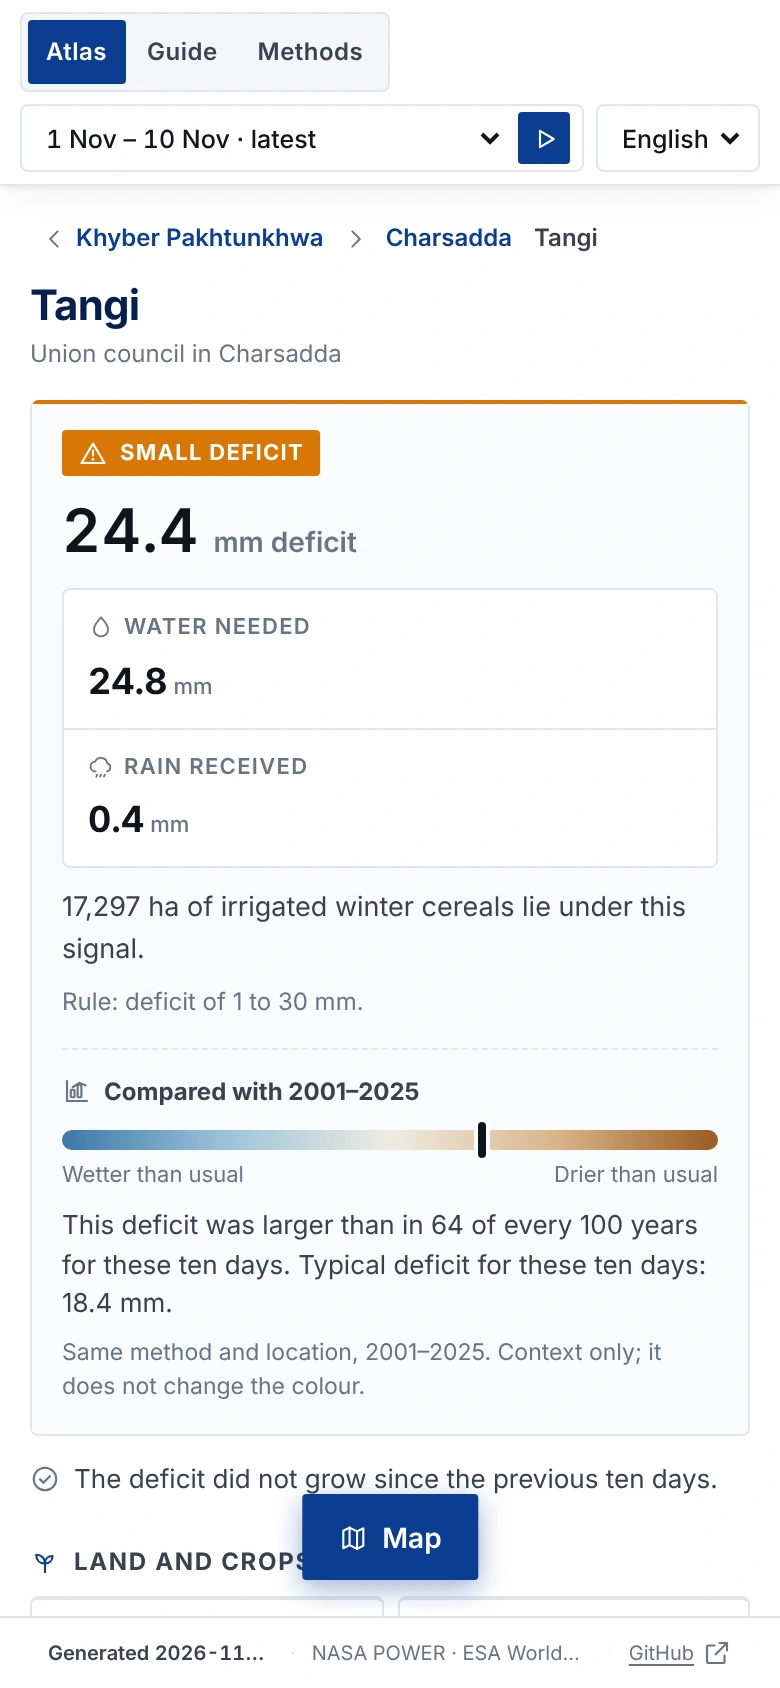 Atlas Guide Methods
1 Nov – 10 Nov · latest English
Khyber Pakhtunkhwa Charsadda Tangi
Tangi
Union council in Charsadda
SMALL DEFICIT
24.4 mm deficit
WATER NEEDED
24.8 mm
RAIN RECEIVED
0.4 mm
17,297 ha of irrigated winter cereals lie under this
signal.
Rule: deficit of 1 to 30 mm.
Compared with 2001–2025
Wetter than usual Drier than usual
This deficit was larger than in 64 of every 100 years
for these ten days. Typical deficit for these ten days:
18.4 mm.
Same method and location, 2001–2025. Context only; it
does not change the colour.
The deficit did not grow since the previous ten days.
Map
LAND AND CROPS
Generated 2026-11... · NASA POWER · ESA World... · GitHub